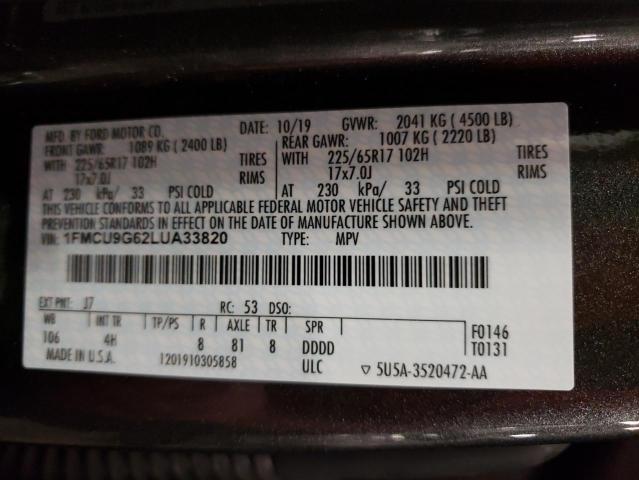 MFD. BY FORD MOTOR CO. DATE: 10/19 GVWR: 2041 KG ( 4500 LB)
FRONT GAWR: 1089 KG ( 2400 LB) REAR GAWR: 1007 KG ( 2220 LB)
WITH 225/65R17 102H TIRES WITH 225/65R17 102H TIRES
17x7.0J RIMS 17x7.0J RIMS
AT 230 kPa/ 33 PSI COLD AT 230 kPa/ 33 PSI COLD
THIS VEHICLE CONFORMS TO ALL APPLICABLE FEDERAL MOTOR VEHICLE SAFETY AND THEFT
PREVENTION STANDARDS IN EFFECT ON THE DATE OF MANUFACTURE SHOWN ABOVE.
VIN: 1FMCU9G62LUA33820 TYPE: MPV
EXT PNT: J7 RC: 53 DSO:
WB INT TR TP/PS R AXLE TR SPR F0146
106 4H 8 81 8 DDDD T0131
MADE IN U.S.A. 1201910305858 ULC 5U5A-3520472-AA